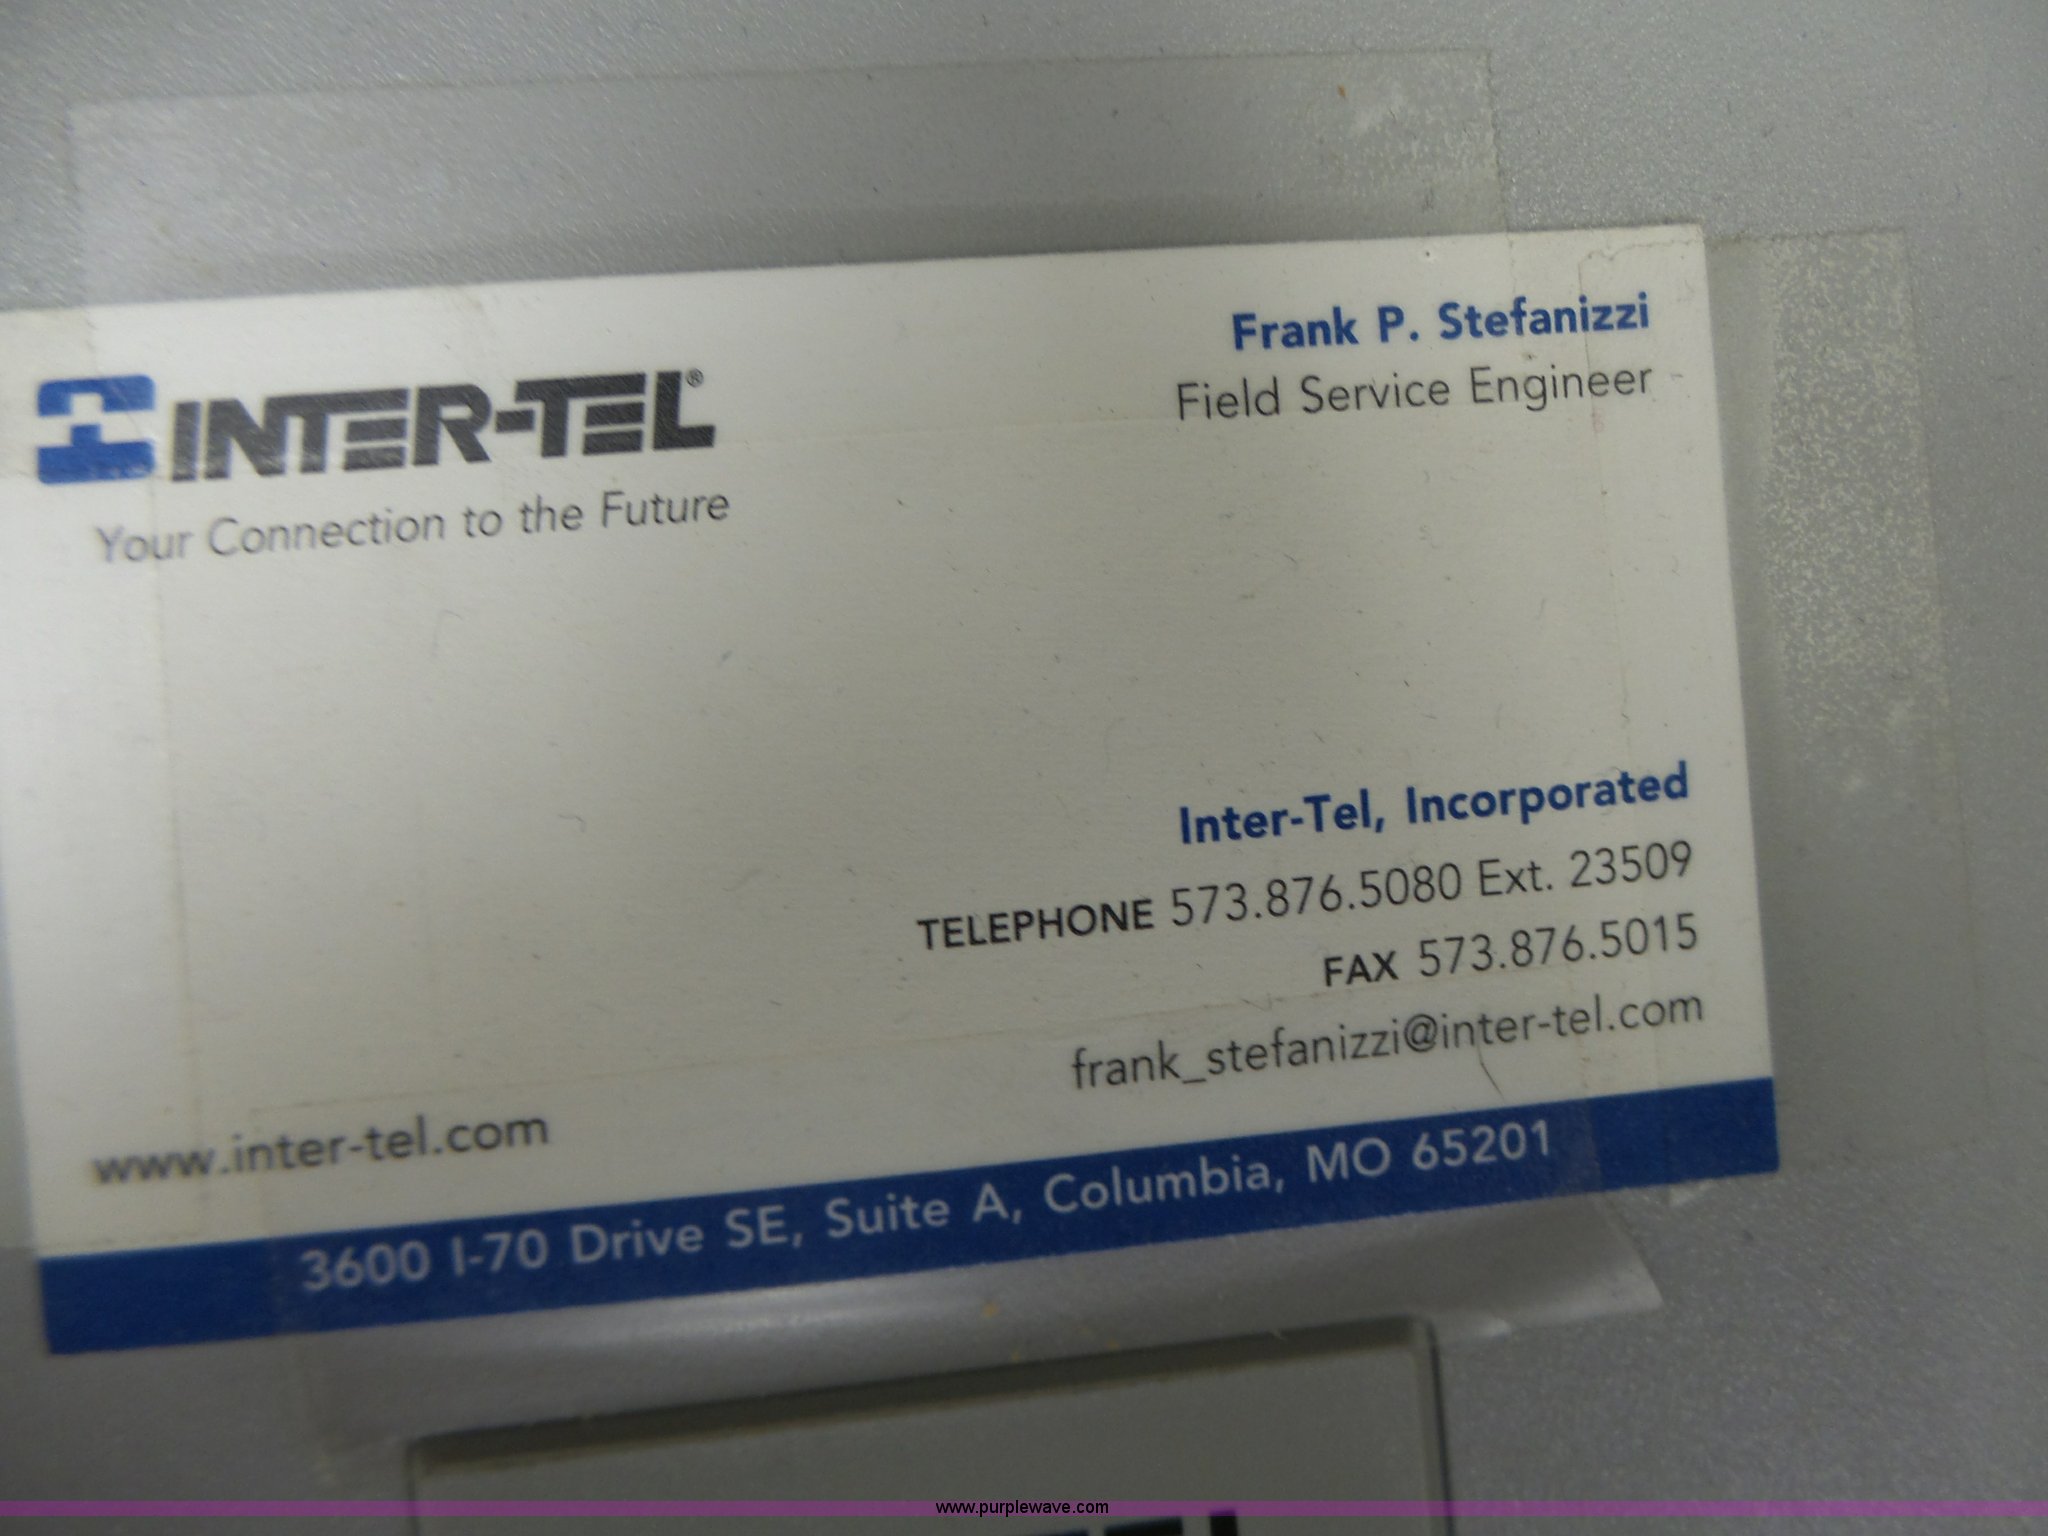 INTER-TEL®
Your Connection to the Future
Frank P. Stefanizzi
Field Service Engineer
Inter-Tel, Incorporated
TELEPHONE 573.876.5080 Ext. 23509
FAX 573.876.5015
frank_stefanizzi@inter-tel.com
www.inter-tel.com
3600 I-70 Drive SE, Suite A, Columbia, MO 65201
www.purplewave.com